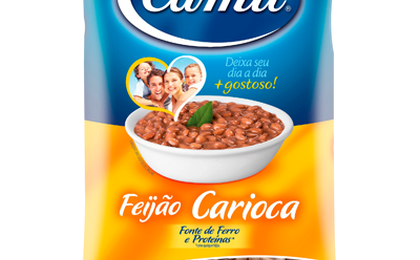 Camil®
Deixa seu
dia a dia
+gostoso!
Feijão Carioca
Fonte de Ferro
e Proteínas*